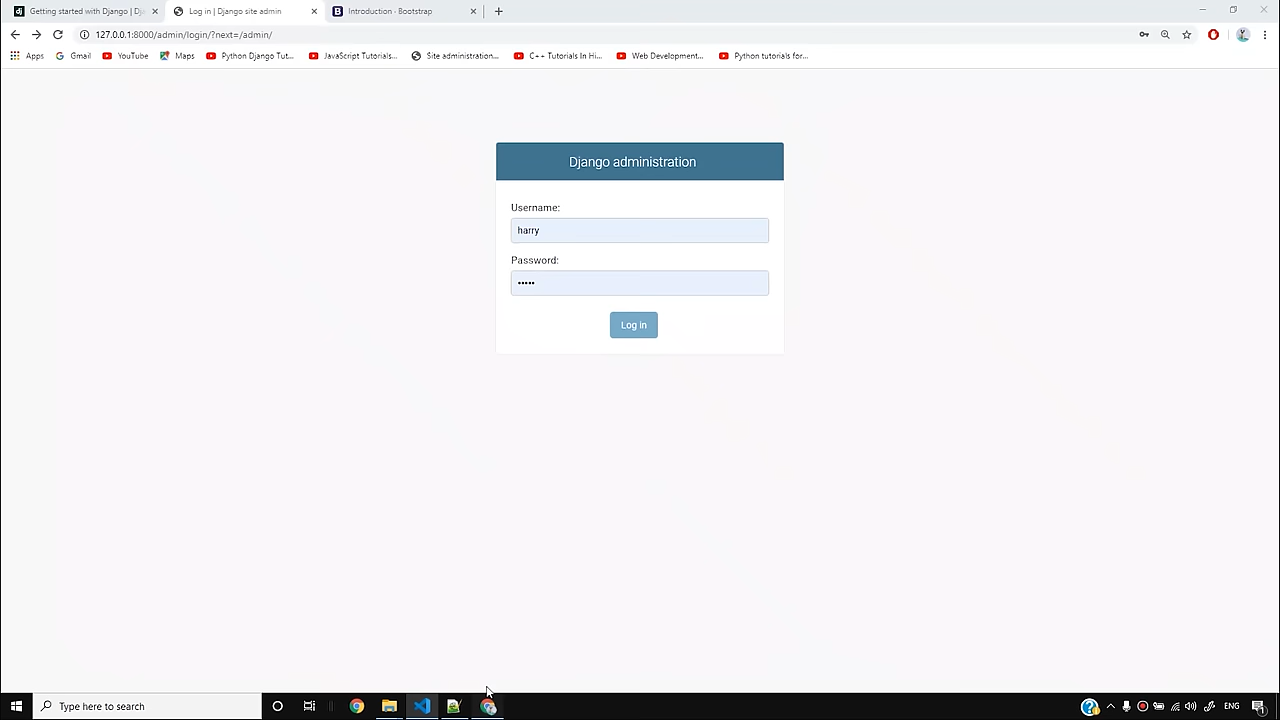 Getting started with Django | Dj
Log in | Django site admin
Introduction · Bootstrap
127.0.0.1:8000/admin/login/?next=/admin/
Apps
Gmail
YouTube
Maps
Python Django Tut...
JavaScript Tutorials...
Site administration...
C++ Tutorials In Hi...
Web Development...
Python tutorials for...
Django administration
Username:
harry
Password:
•••••
Log in
Type here to search
ENG